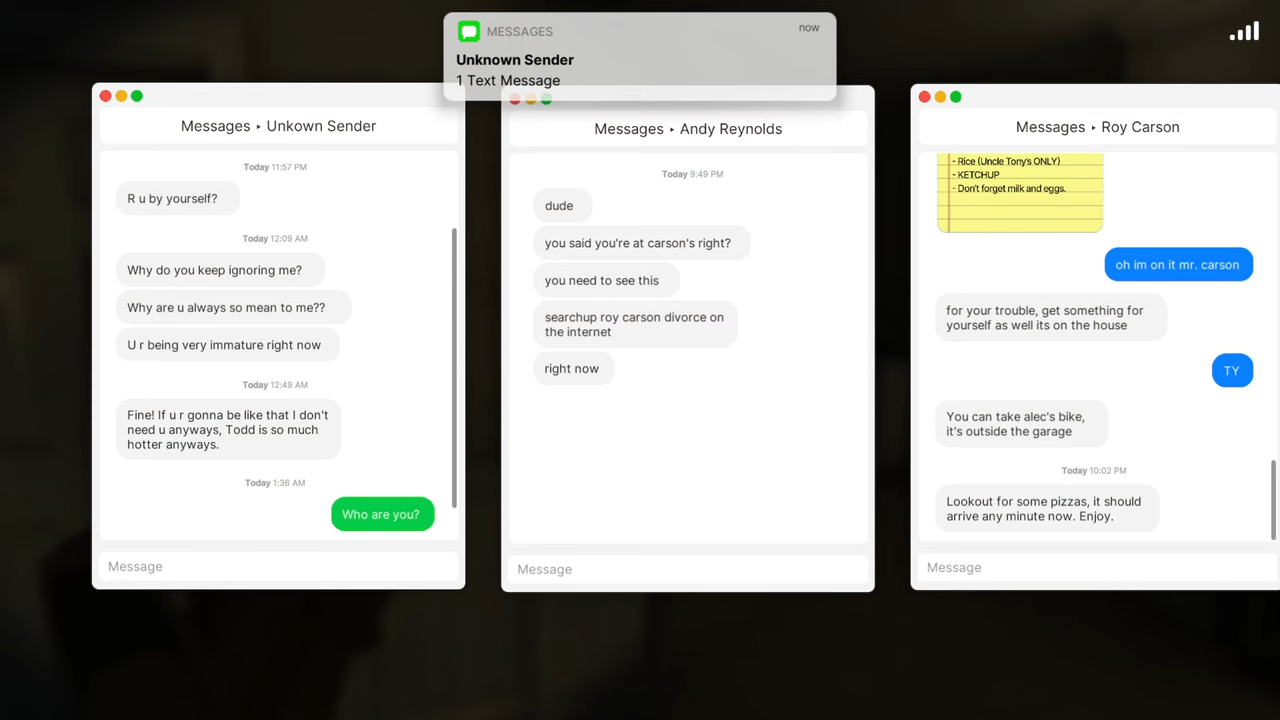 MESSAGES
now
Unknown Sender
1 Text Message
Messages ‣ Unkown Sender
Today 11:57 PM
R u by yourself?
Today 12:09 AM
Why do you keep ignoring me?
Why are u always so mean to me??
U r being very immature right now
Today 12:49 AM
Fine! If u r gonna be like that I don't
need u anyways, Todd is so much
hotter anyways.
Today 1:36 AM
Who are you?
Message
Messages ‣ Andy Reynolds
Today 9:49 PM
dude
you said you're at carson's right?
you need to see this
searchup roy carson divorce on
the internet
right now
Message
Messages ‣ Roy Carson
- Rice (Uncle Tony's ONLY)
- KETCHUP
- Don't forget milk and eggs.
oh im on it mr. carson
for your trouble, get something for
yourself as well its on the house
TY
You can take alec's bike,
it's outside the garage
Today 10:02 PM
Lookout for some pizzas, it should
arrive any minute now. Enjoy.
Message